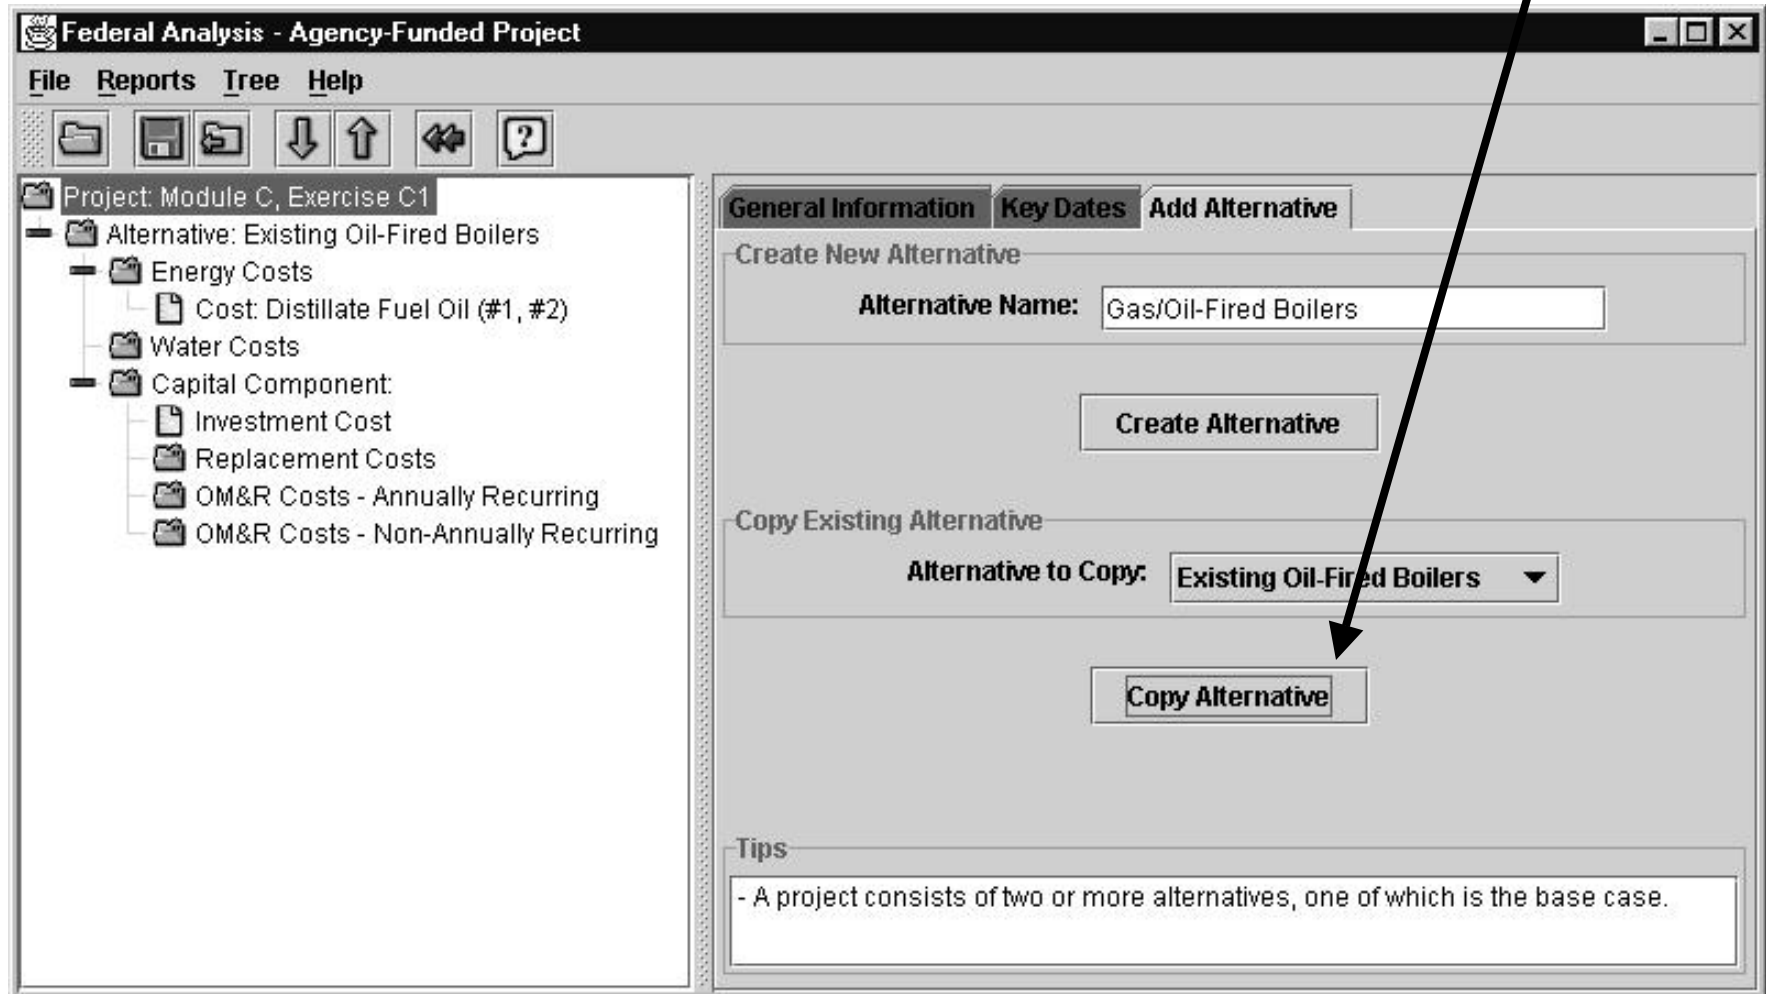 Federal Analysis - Agency-Funded Project
File Reports Tree Help
?
Project: Module C, Exercise C1
Alternative: Existing Oil-Fired Boilers
Energy Costs
Cost: Distillate Fuel Oil (#1, #2)
Water Costs
Capital Component:
Investment Cost
Replacement Costs
OM&R Costs - Annually Recurring
OM&R Costs - Non-Annually Recurring
General Information Key Dates Add Alternative
Create New Alternative
Alternative Name: Gas/Oil-Fired Boilers
Create Alternative
Copy Existing Alternative
Alternative to Copy: Existing Oil-Fired Boilers
Copy Alternative
Tips
- A project consists of two or more alternatives, one of which is the base case.